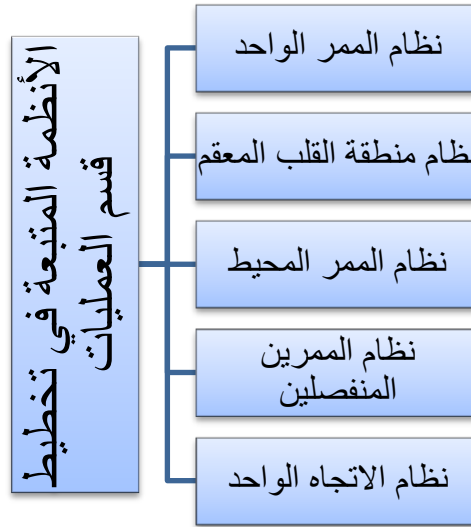 الأنظمة المتبعة في تخطيط
قسم العمليات
نظام الممر الواحد
نظام منطقة القلب المعقم
نظام الممر المحيط
نظام الممرين
المنفصلين
نظام الاتجاه الواحد